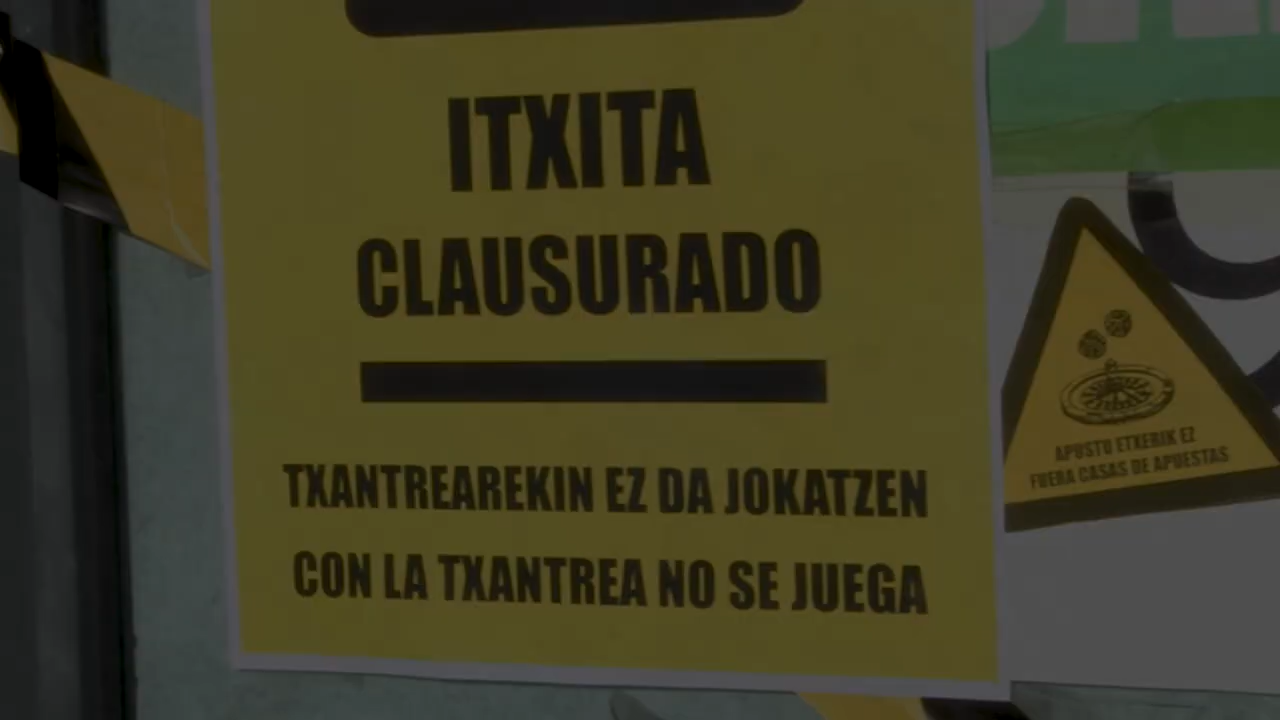 ITXITA
CLAUSURADO
TXANTREAREKIN EZ DA JOKATZEN
CON LA TXANTREA NO SE JUEGA
APUSTU ETXERIK EZ
FUERA CASAS DE APUESTAS